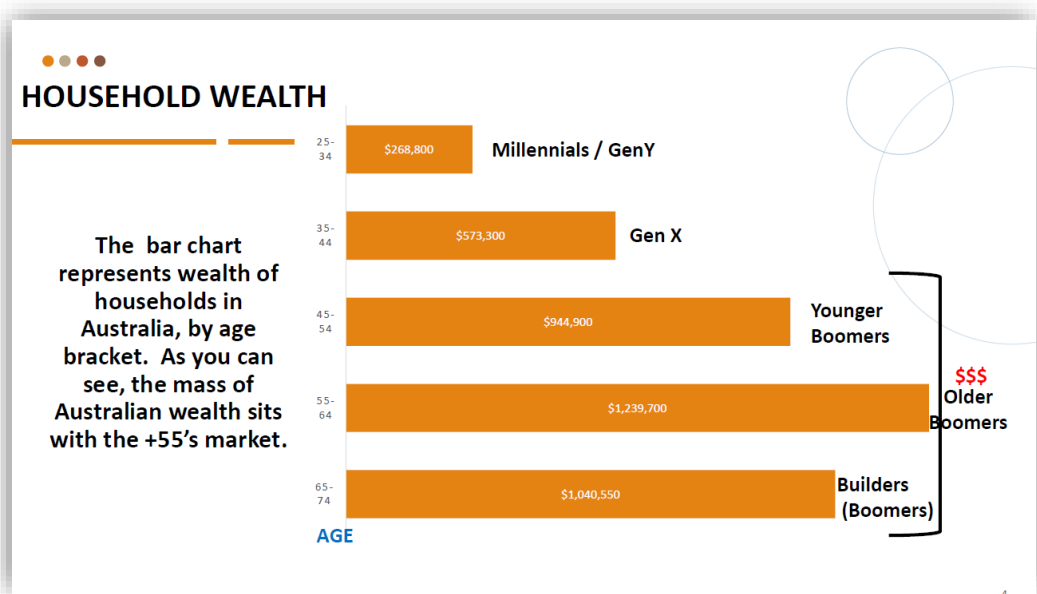 HOUSEHOLD WEALTH
The bar chart
represents wealth of
households in
Australia, by age
bracket. As you can
see, the mass of
Australian wealth sits
with the +55's market.
25-
34
$268,800
Millennials / GenY
35-
44
$573,300
Gen X
45-
54
$944,900
Younger
Boomers
55-
64
$1,239,700
$$$
Older
Boomers
65-
74
$1,040,550
Builders
(Boomers)
AGE